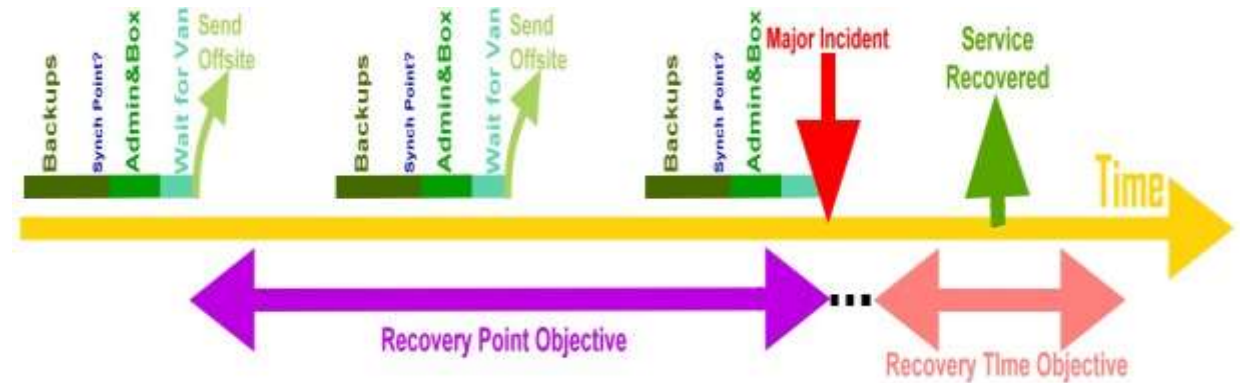 Backups
Synch Point?
Admin&Box
Wait for Van
Send
Offsite
Backups
Synch Point?
Admin&Box
Wait for Van
Send
Offsite
Backups
Synch Point?
Admin&Box
Major Incident
Service
Recovered
Time
Recovery Point Objective
Recovery TIme Objective